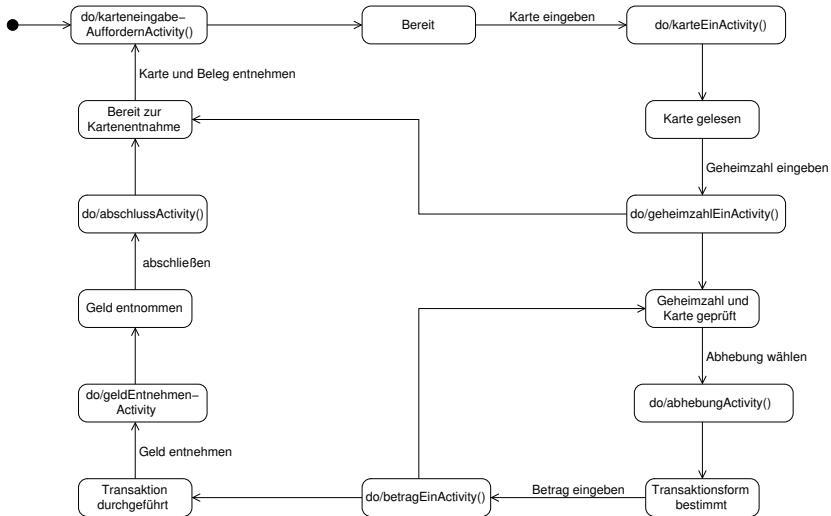 do/karteneingabe–
AuffordernActivity()
Bereit
Karte eingeben
do/karteEinActivity()
Karte und Beleg entnehmen
Bereit zur
Kartenentnahme
Karte gelesen
Geheimzahl eingeben
do/abschlussActivity()
do/geheimzahlEinActivity()
abschließen
Geld entnommen
Geheimzahl und
Karte geprüft
Abhebung wählen
do/geldEntnehmen–
Activity
do/abhebungActivity()
Geld entnehmen
Transaktion
durchgeführt
do/betragEinActivity()
Betrag eingeben
Transaktionsform
bestimmt